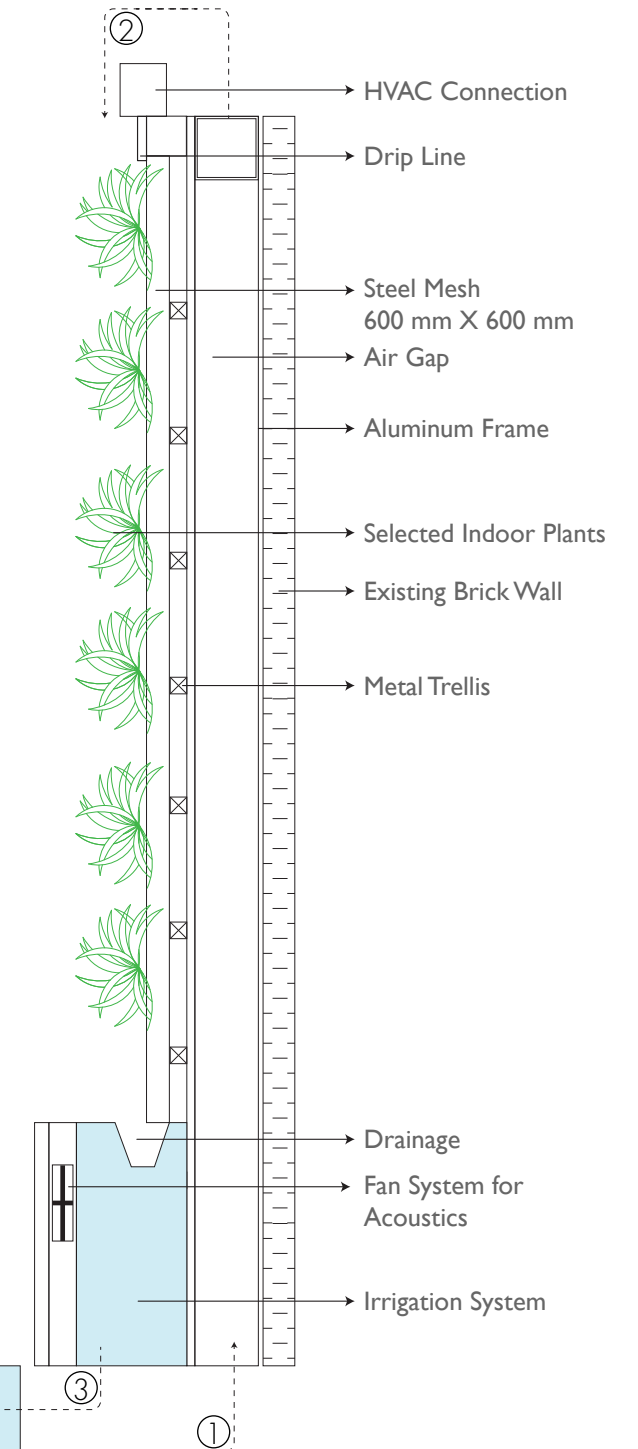 ②
HVAC Connection
Drip Line
Steel Mesh
600 mm X 600 mm
Air Gap
Aluminum Frame
Selected Indoor Plants
Existing Brick Wall
Metal Trellis
Drainage
Fan System for
Acoustics
Irrigation System
③
①